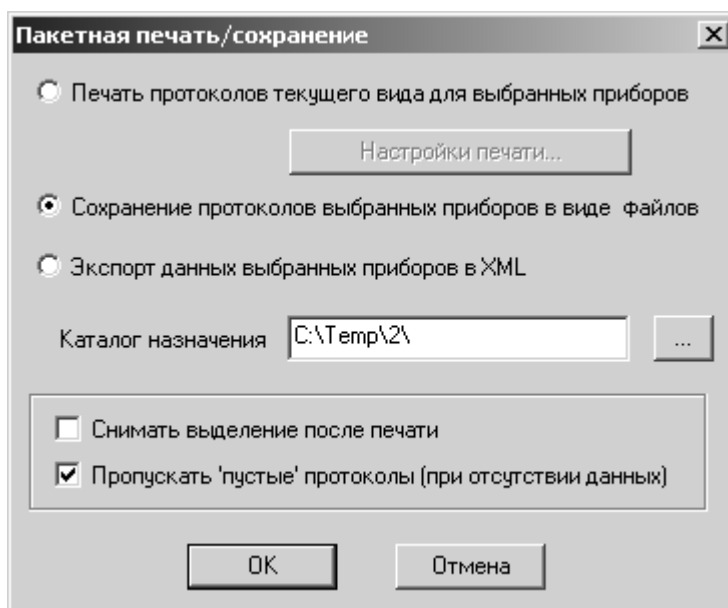 Пакетная печать/сохранение
Печать протоколов текущего вида для выбранных приборов
Настройки печати...
Сохранение протоколов выбранных приборов в виде файлов
Экспорт данных выбранных приборов в XML
Каталог назначения C:\Temp\2\ ...
Снимать выделение после печати
Пропускать 'пустые' протоколы (при отсутствии данных)
OK Отмена